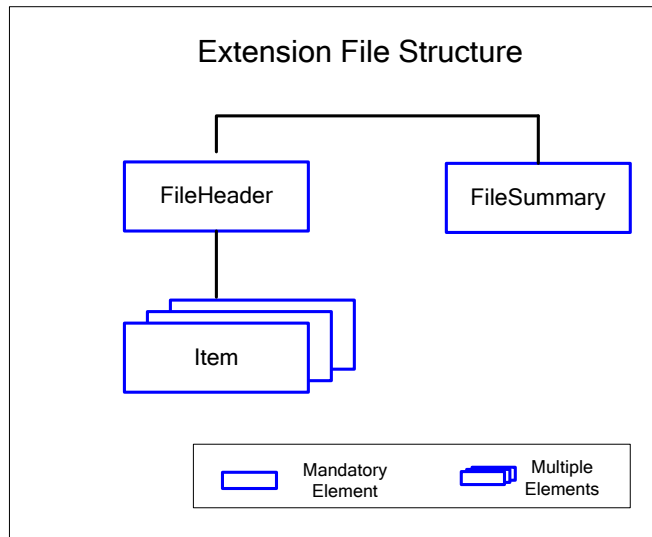 Extension File Structure
FileHeader
FileSummary
Item
Mandatory
Element
Multiple
Elements